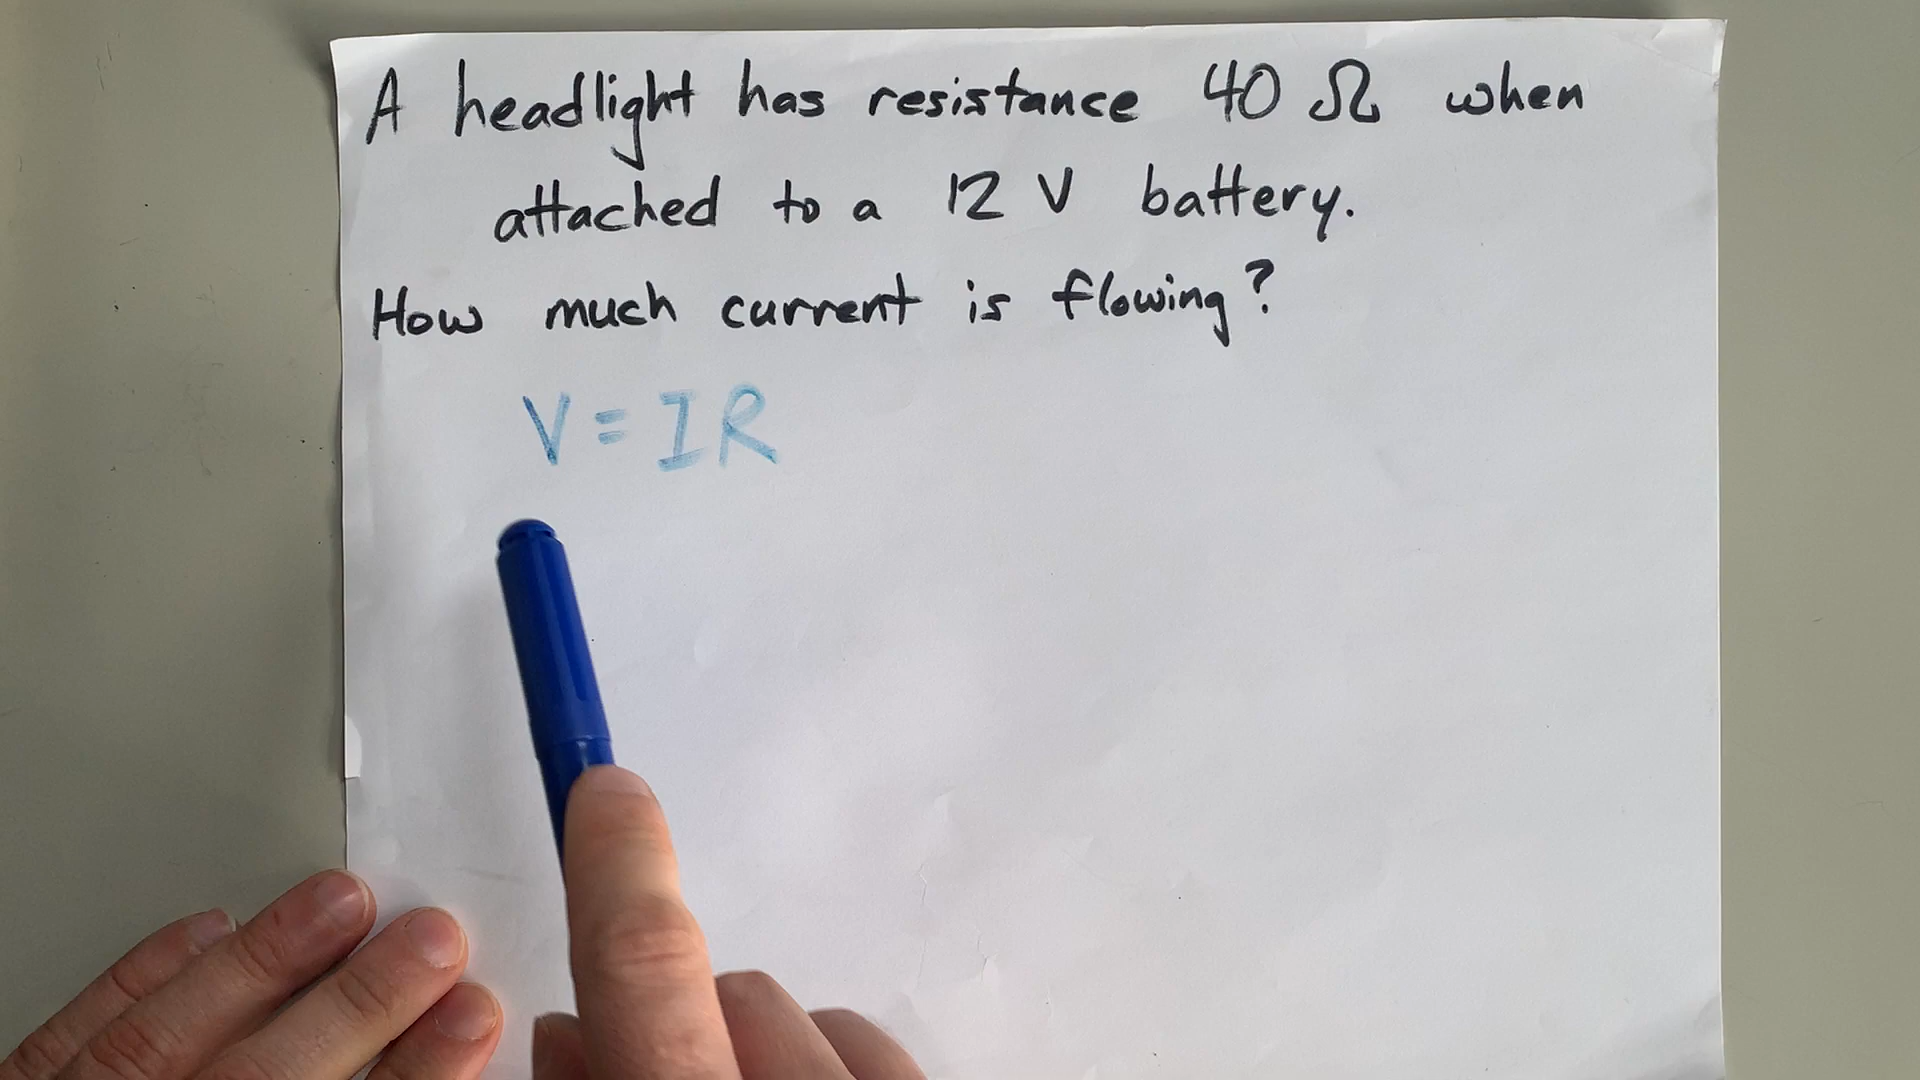 A headlight has resistance 40 Ω when
attached to a 12 V battery.
How much current is flowing?
V = IR